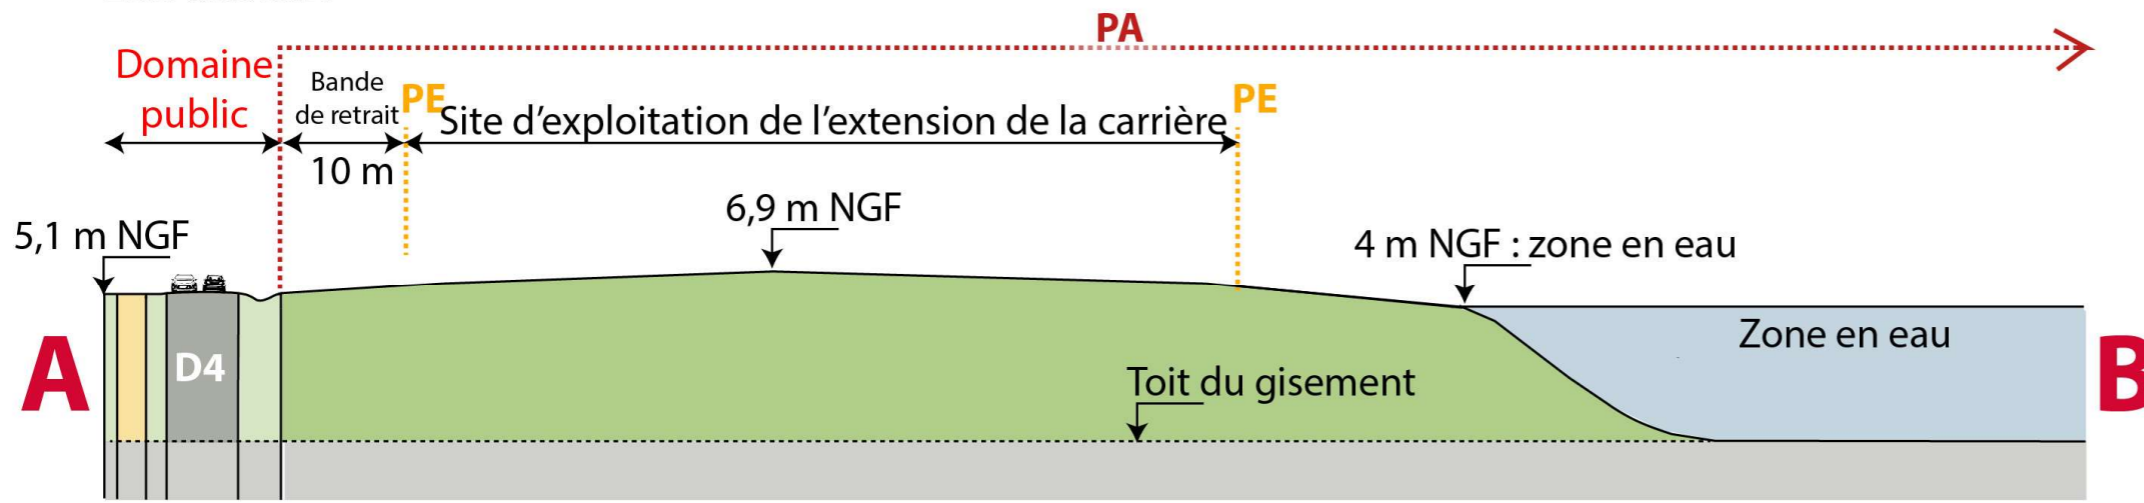 PA
Domaine
public
Bande
de retrait
PE
Site d'exploitation de l'extension de la carrière
PE
10 m
5,1 m NGF
6,9 m NGF
4 m NGF : zone en eau
A
D4
Zone en eau
B
Toit du gisement